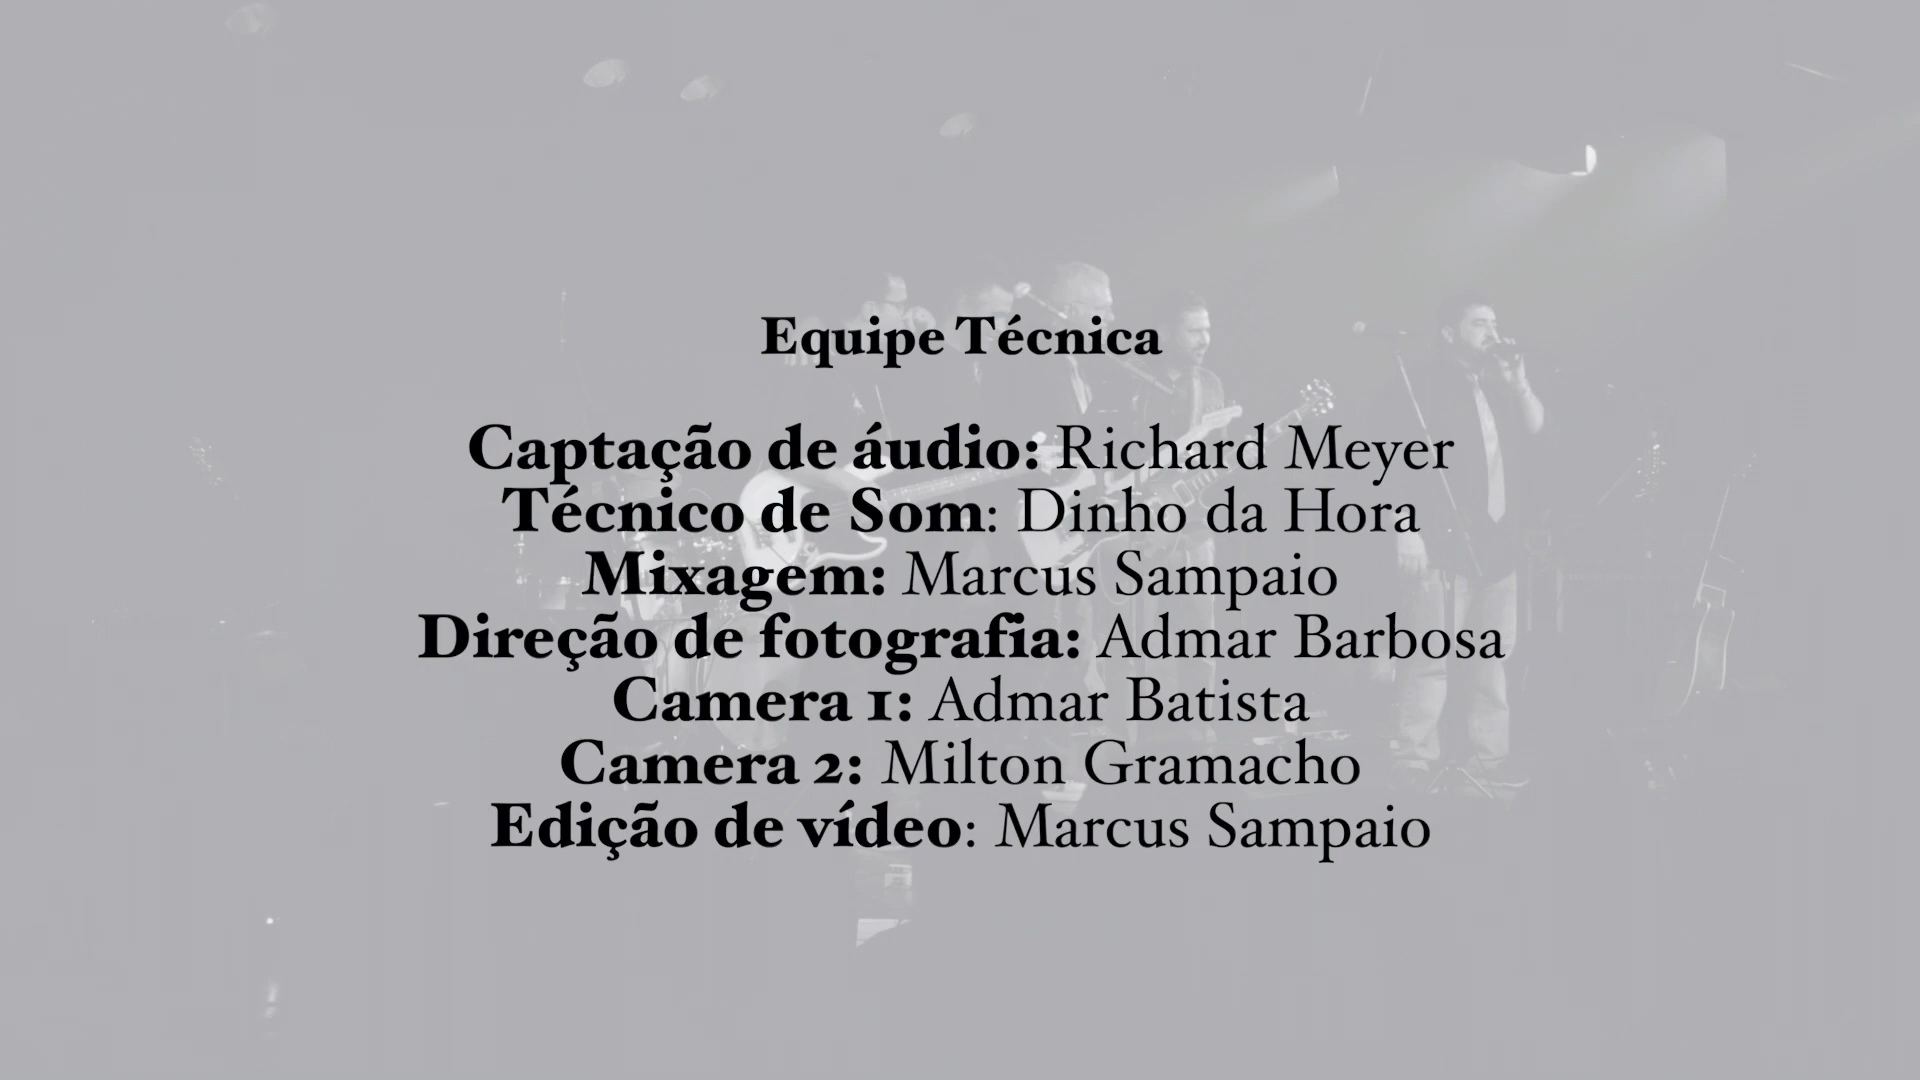 Equipe Técnica
Captação de áudio: Richard Meyer
Técnico de Som: Dinho da Hora
Mixagem: Marcus Sampaio
Direção de fotografia: Admar Barbosa
Camera 1: Admar Batista
Camera 2: Milton Gramacho
Edição de vídeo: Marcus Sampaio